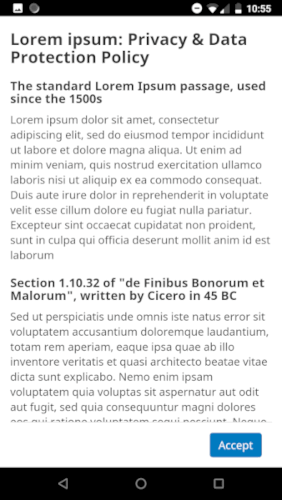 10:55
Lorem ipsum: Privacy & Data
Protection Policy
The standard Lorem Ipsum passage, used
since the 1500s
Lorem ipsum dolor sit amet, consectetur
adipiscing elit, sed do eiusmod tempor incididunt
ut labore et dolore magna aliqua. Ut enim ad
minim veniam, quis nostrud exercitation ullamco
laboris nisi ut aliquip ex ea commodo consequat.
Duis aute irure dolor in reprehenderit in voluptate
velit esse cillum dolore eu fugiat nulla pariatur.
Excepteur sint occaecat cupidatat non proident,
sunt in culpa qui officia deserunt mollit anim id est
laborum
Section 1.10.32 of "de Finibus Bonorum et
Malorum", written by Cicero in 45 BC
Sed ut perspiciatis unde omnis iste natus error sit
voluptatem accusantium doloremque laudantium,
totam rem aperiam, eaque ipsa quae ab illo
inventore veritatis et quasi architecto beatae vitae
dicta sunt explicabo. Nemo enim ipsam
voluptatem quia voluptas sit aspernatur aut odit
aut fugit, sed quia consequuntur magni dolores
eos qui ratione voluptatem sequi nesciunt. Neque
Accept